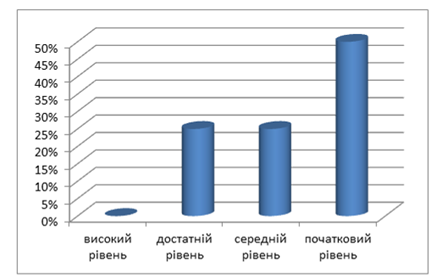 50%
45%
40%
35%
30%
25%
20%
15%
10%
5%
0%
високий рівень
достатній рівень
середній рівень
початковий рівень